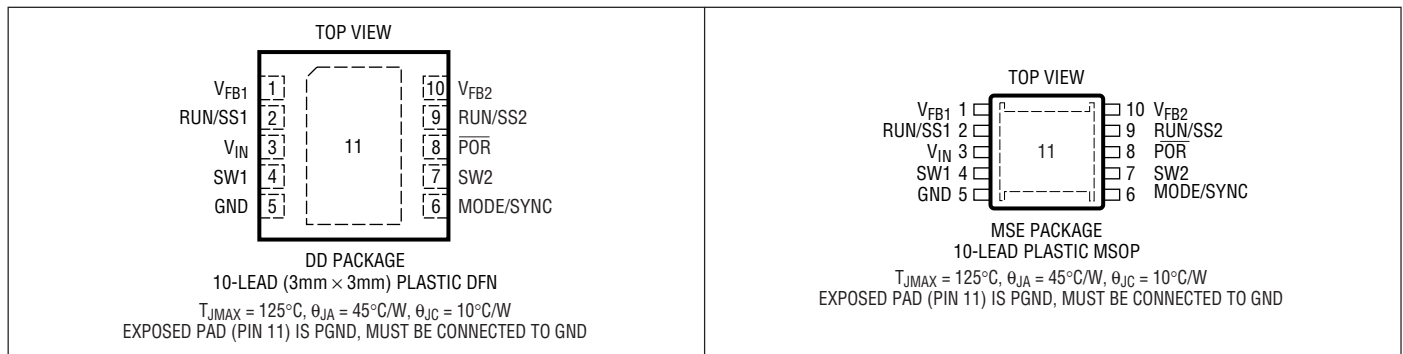 TOP VIEW
VFB1 1 10 VFB2
RUN/SS1 2 9 RUN/SS2
VIN 3 11 8 P̅O̅R̅
SW1 4 7 SW2
GND 5 6 MODE/SYNC
DD PACKAGE
10-LEAD (3mm × 3mm) PLASTIC DFN
TJMAX = 125°C, θJA = 45°C/W, θJC = 10°C/W
EXPOSED PAD (PIN 11) IS PGND, MUST BE CONNECTED TO GND
TOP VIEW
VFB1 1 10 VFB2
RUN/SS1 2 9 RUN/SS2
VIN 3 11 8 P̅O̅R̅
SW1 4 7 SW2
GND 5 6 MODE/SYNC
MSE PACKAGE
10-LEAD PLASTIC MSOP
TJMAX = 125°C, θJA = 45°C/W, θJC = 10°C/W
EXPOSED PAD (PIN 11) IS PGND, MUST BE CONNECTED TO GND